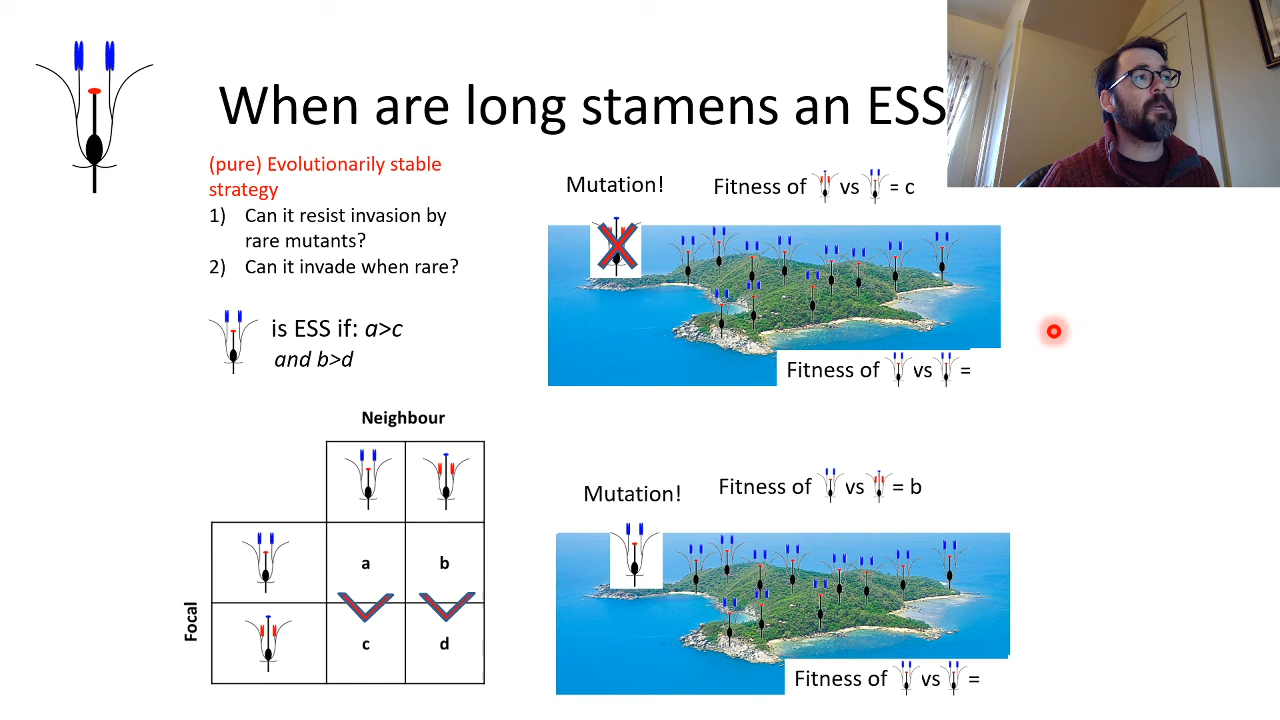 When are long stamens an ESS
(pure) Evolutionarily stable
strategy
1) Can it resist invasion by
rare mutants?
2) Can it invade when rare?
is ESS if: a>c
and b>d
Neighbour
Focal
a b
c d
Mutation! Fitness of vs = c
Fitness of vs =
Mutation! Fitness of vs = b
Fitness of vs =